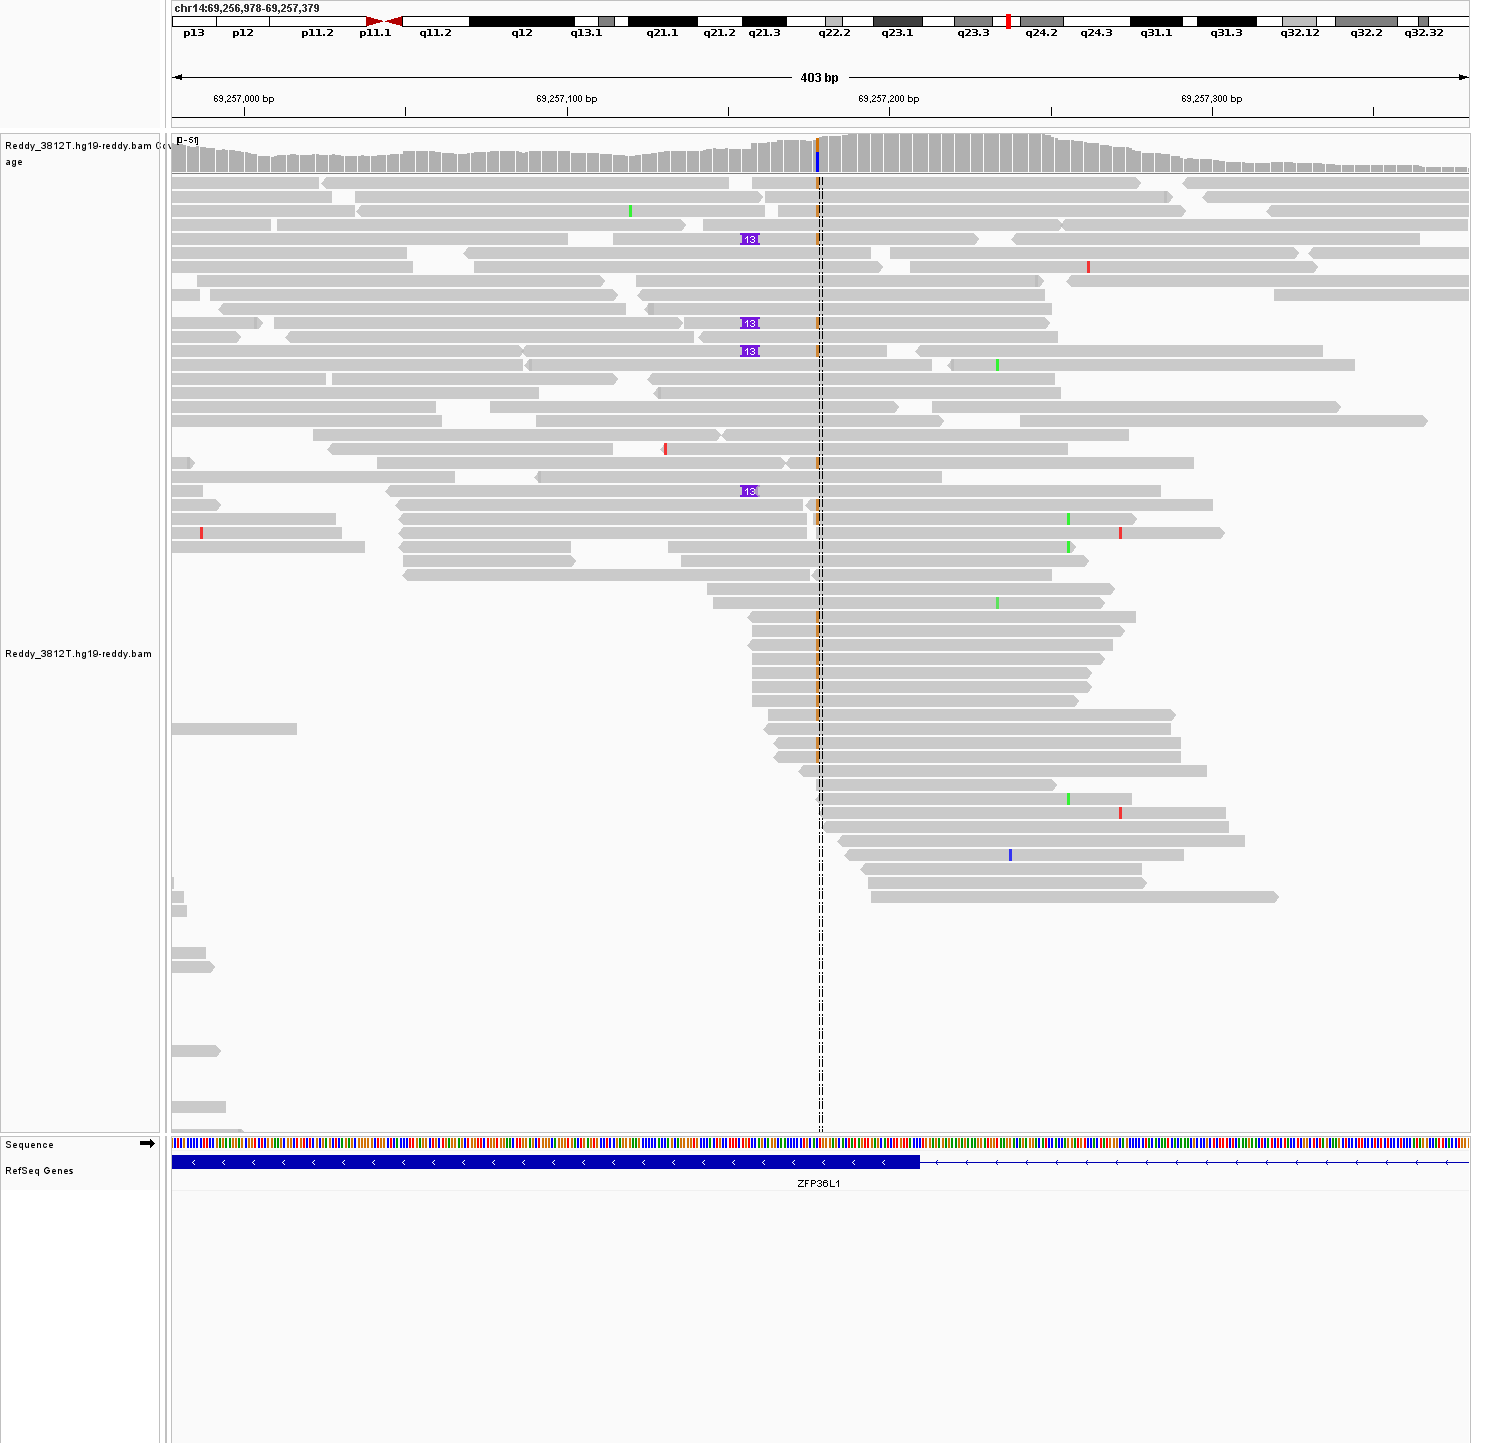 chr14:69,256,978-69,257,379
p13 p12 p11.2 p11.1 q11.2 q12 q13.1 q21.1 q21.2 q21.3 q22.2 q23.1 q23.3 q24.2 q24.3 q31.1 q31.3 q32.12 q32.2 q32.32
403 bp
69,257,000 bp 69,257,100 bp 69,257,200 bp 69,257,300 bp
Reddy_3812T.hg19-reddy.bam Cov
age
[0-51]
13
13
13
13
Reddy_3812T.hg19-reddy.bam
Sequence
RefSeq Genes
ZFP36L1